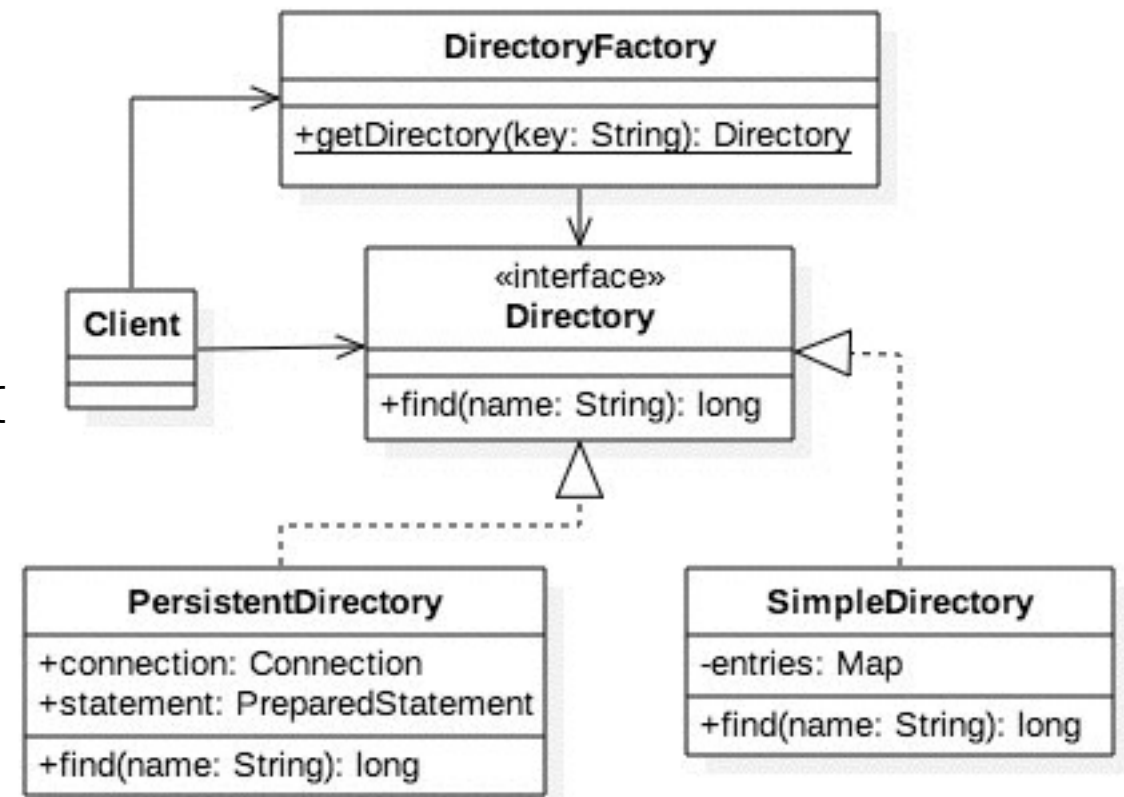 DirectoryFactory
+getDirectory(key: String): Directory
«interface»
Directory
+find(name: String): long
Client
PersistentDirectory
+connection: Connection
+statement: PreparedStatement
+find(name: String): long
SimpleDirectory
-entries: Map
+find(name: String): long